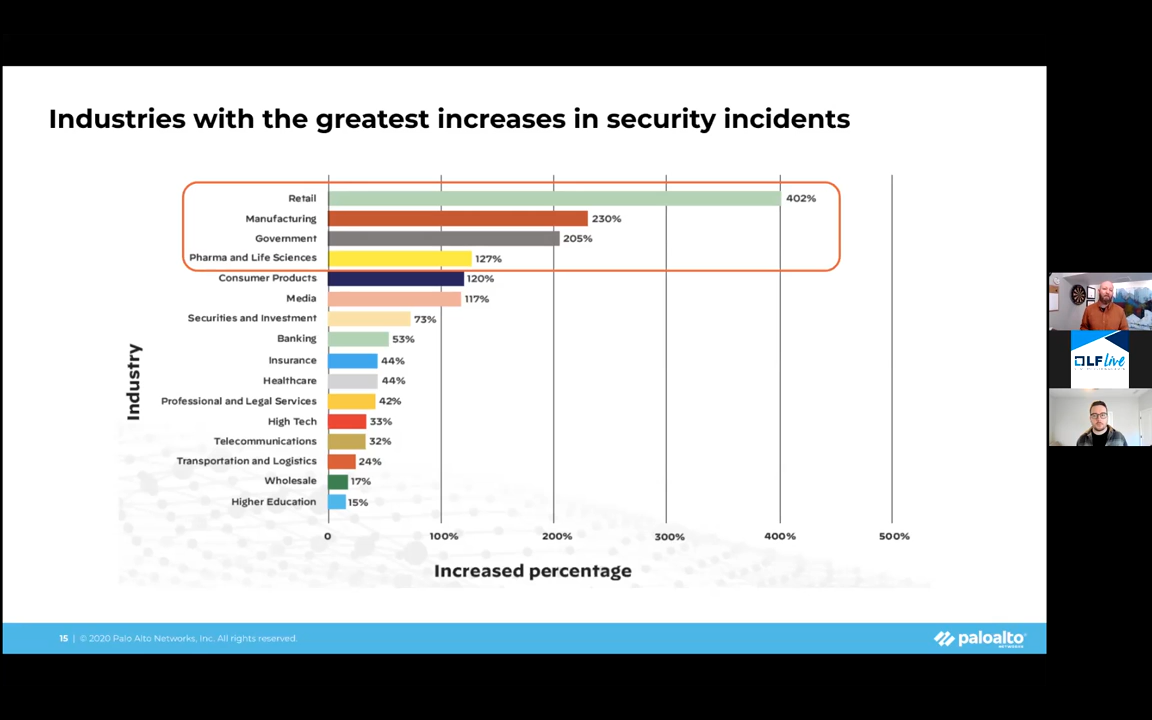 Industries with the greatest increases in security incidents
Retail 402%
Manufacturing 230%
Government 205%
Pharma and Life Sciences 127%
Consumer Products 120%
Media 117%
Securities and Investment 73%
Banking 53%
Insurance 44%
Healthcare 44%
Professional and Legal Services 42%
High Tech 33%
Telecommunications 32%
Transportation and Logistics 24%
Wholesale 17%
Higher Education 15%
Industry
0 100% 200% 300% 400% 500%
Increased percentage
15 | © 2020 Palo Alto Networks, Inc. All rights reserved.
paloalto
NETWORKS
LF Live